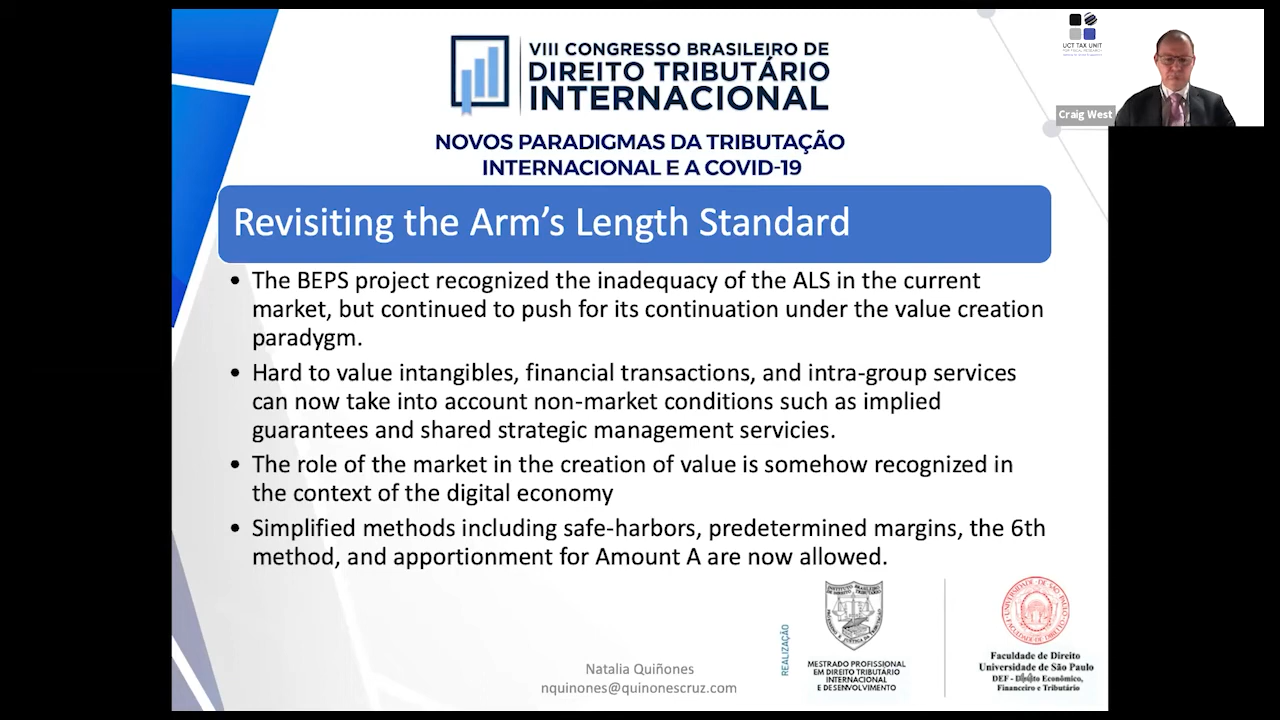 VIII CONGRESSO BRASILEIRO DE
DIREITO TRIBUTÁRIO
INTERNACIONAL
NOVOS PARADIGMAS DA TRIBUTAÇÃO
INTERNACIONAL E A COVID-19
UCT TAX UNIT
Craig West
Revisiting the Arm's Length Standard
• The BEPS project recognized the inadequacy of the ALS in the current
market, but continued to push for its continuation under the value creation
paradygm.
• Hard to value intangibles, financial transactions, and intra-group services
can now take into account non-market conditions such as implied
guarantees and shared strategic management servicies.
• The role of the market in the creation of value is somehow recognized in
the context of the digital economy
• Simplified methods including safe-harbors, predetermined margins, the 6th
method, and apportionment for Amount A are now allowed.
Natalia Quiñones
nquinones@quinonescruz.com
REALIZAÇÃO
MESTRADO PROFISSIONAL
EM DIREITO TRIBUTÁRIO
INTERNACIONAL
E DESENVOLVIMENTO
Faculdade de Direito
Universidade de São Paulo
DEF - Direito Econômico,
Financeiro e Tributário